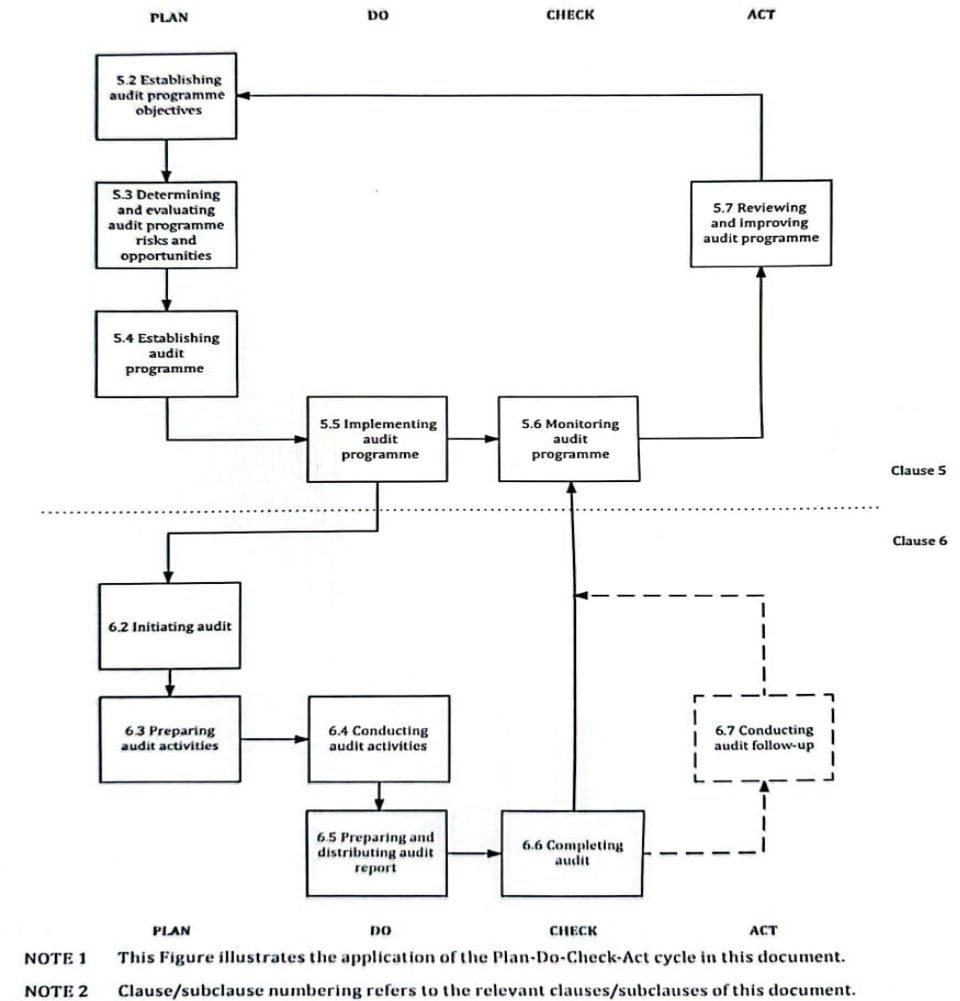 PLAN DO CHECK ACT
5.2 Establishing
audit programme
objectives
5.3 Determining
and evaluating
audit programme
risks and
opportunities
5.7 Reviewing
and improving
audit programme
5.4 Establishing
audit
programme
5.5 Implementing
audit
programme
5.6 Monitoring
audit
programme
Clause 5
Clause 6
6.2 Initiating audit
6.3 Preparing
audit activities
6.4 Conducting
audit activities
6.7 Conducting
audit follow-up
6.5 Preparing and
distributing audit
report
6.6 Completing
audit
PLAN DO CHECK ACT
NOTE 1 This Figure illustrates the application of the Plan-Do-Check-Act cycle in this document.
NOTE 2 Clause/subclause numbering refers to the relevant clauses/subclauses of this document.